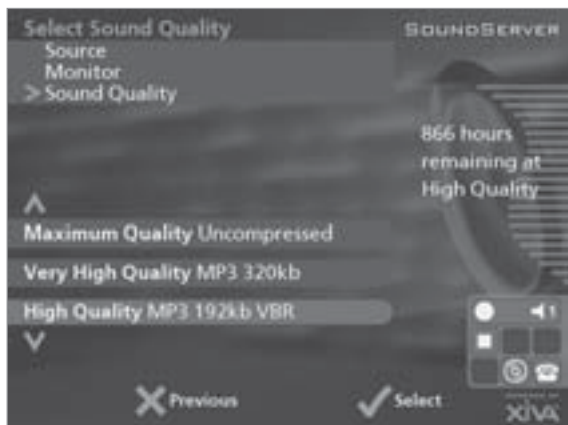 Select Sound Quality
SOUNDSERVER
Source
Monitor
> Sound Quality
866 hours
remaining at
High Quality
Maximum Quality Uncompressed
Very High Quality MP3 320kb
High Quality MP3 192kb VBR
1
Previous
Select
XiVA